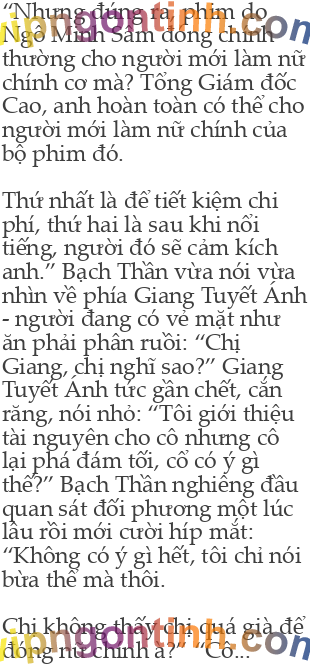 “Nhưng đúng ra, phim do
Ngô Minh Sâm đóng chính
thường cho người mới làm nữ
chính cơ mà? Tổng Giám đốc
Cao, anh hoàn toàn có thể cho
người mới làm nữ chính của
bộ phim đó.
Thứ nhất là để tiết kiệm chi
phí, thứ hai là sau khi nổi
tiếng, người đó sẽ cảm kích
anh.” Bạch Thần vừa nói vừa
nhìn về phía Giang Tuyết Ánh
- người đang có vẻ mặt như
ăn phải phân ruồi: “Chị
Giang, chị nghĩ sao?” Giang
Tuyết Ánh tức gần chết, cắn
răng, nói nhỏ: “Tôi giới thiệu
tài nguyên cho cô nhưng cô
lại phá đám tôi, cổ có ý gì
thế?” Bạch Thần nghiêng đầu
quan sát đối phương một lúc
lâu rồi mới cười híp mắt:
“Không có ý gì hết, tôi chỉ nói
bừa thế mà thôi.
Chị không thấy chị quá già để
đóng nữ chính à?” “Cô...
vipngontinh.com
vipngontinh.com